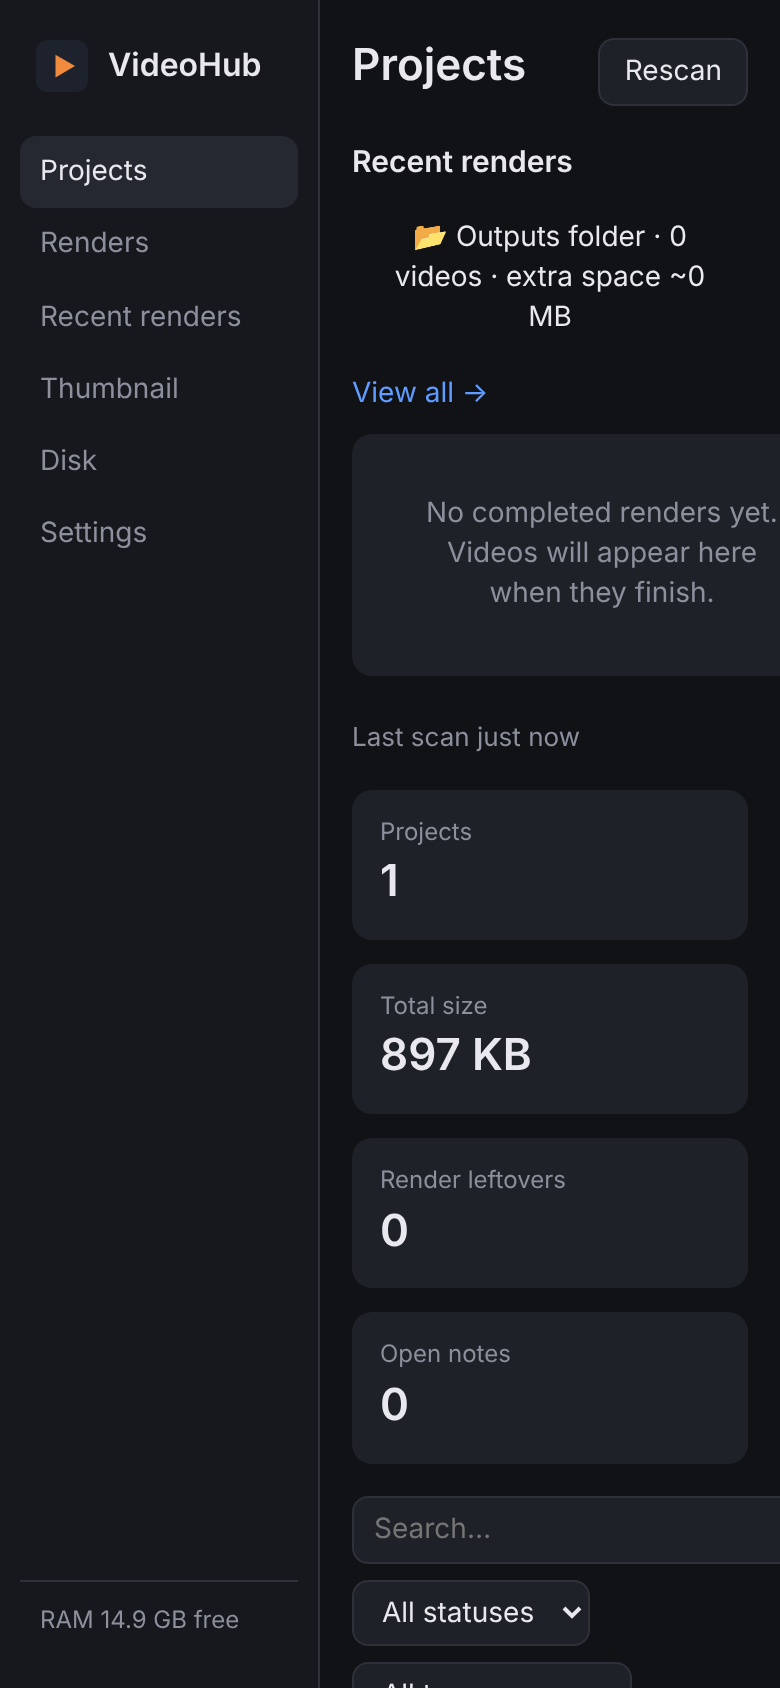 VideoHub
Projects
Renders
Recent renders
Thumbnail
Disk
Settings
RAM 14.9 GB free
Projects
Rescan
Recent renders
📂 Outputs folder · 0
videos · extra space ~0
MB
View all →
No completed renders yet.
Videos will appear here
when they finish.
Last scan just now
Projects
1
Total size
897 KB
Render leftovers
0
Open notes
0
Search...
All statuses